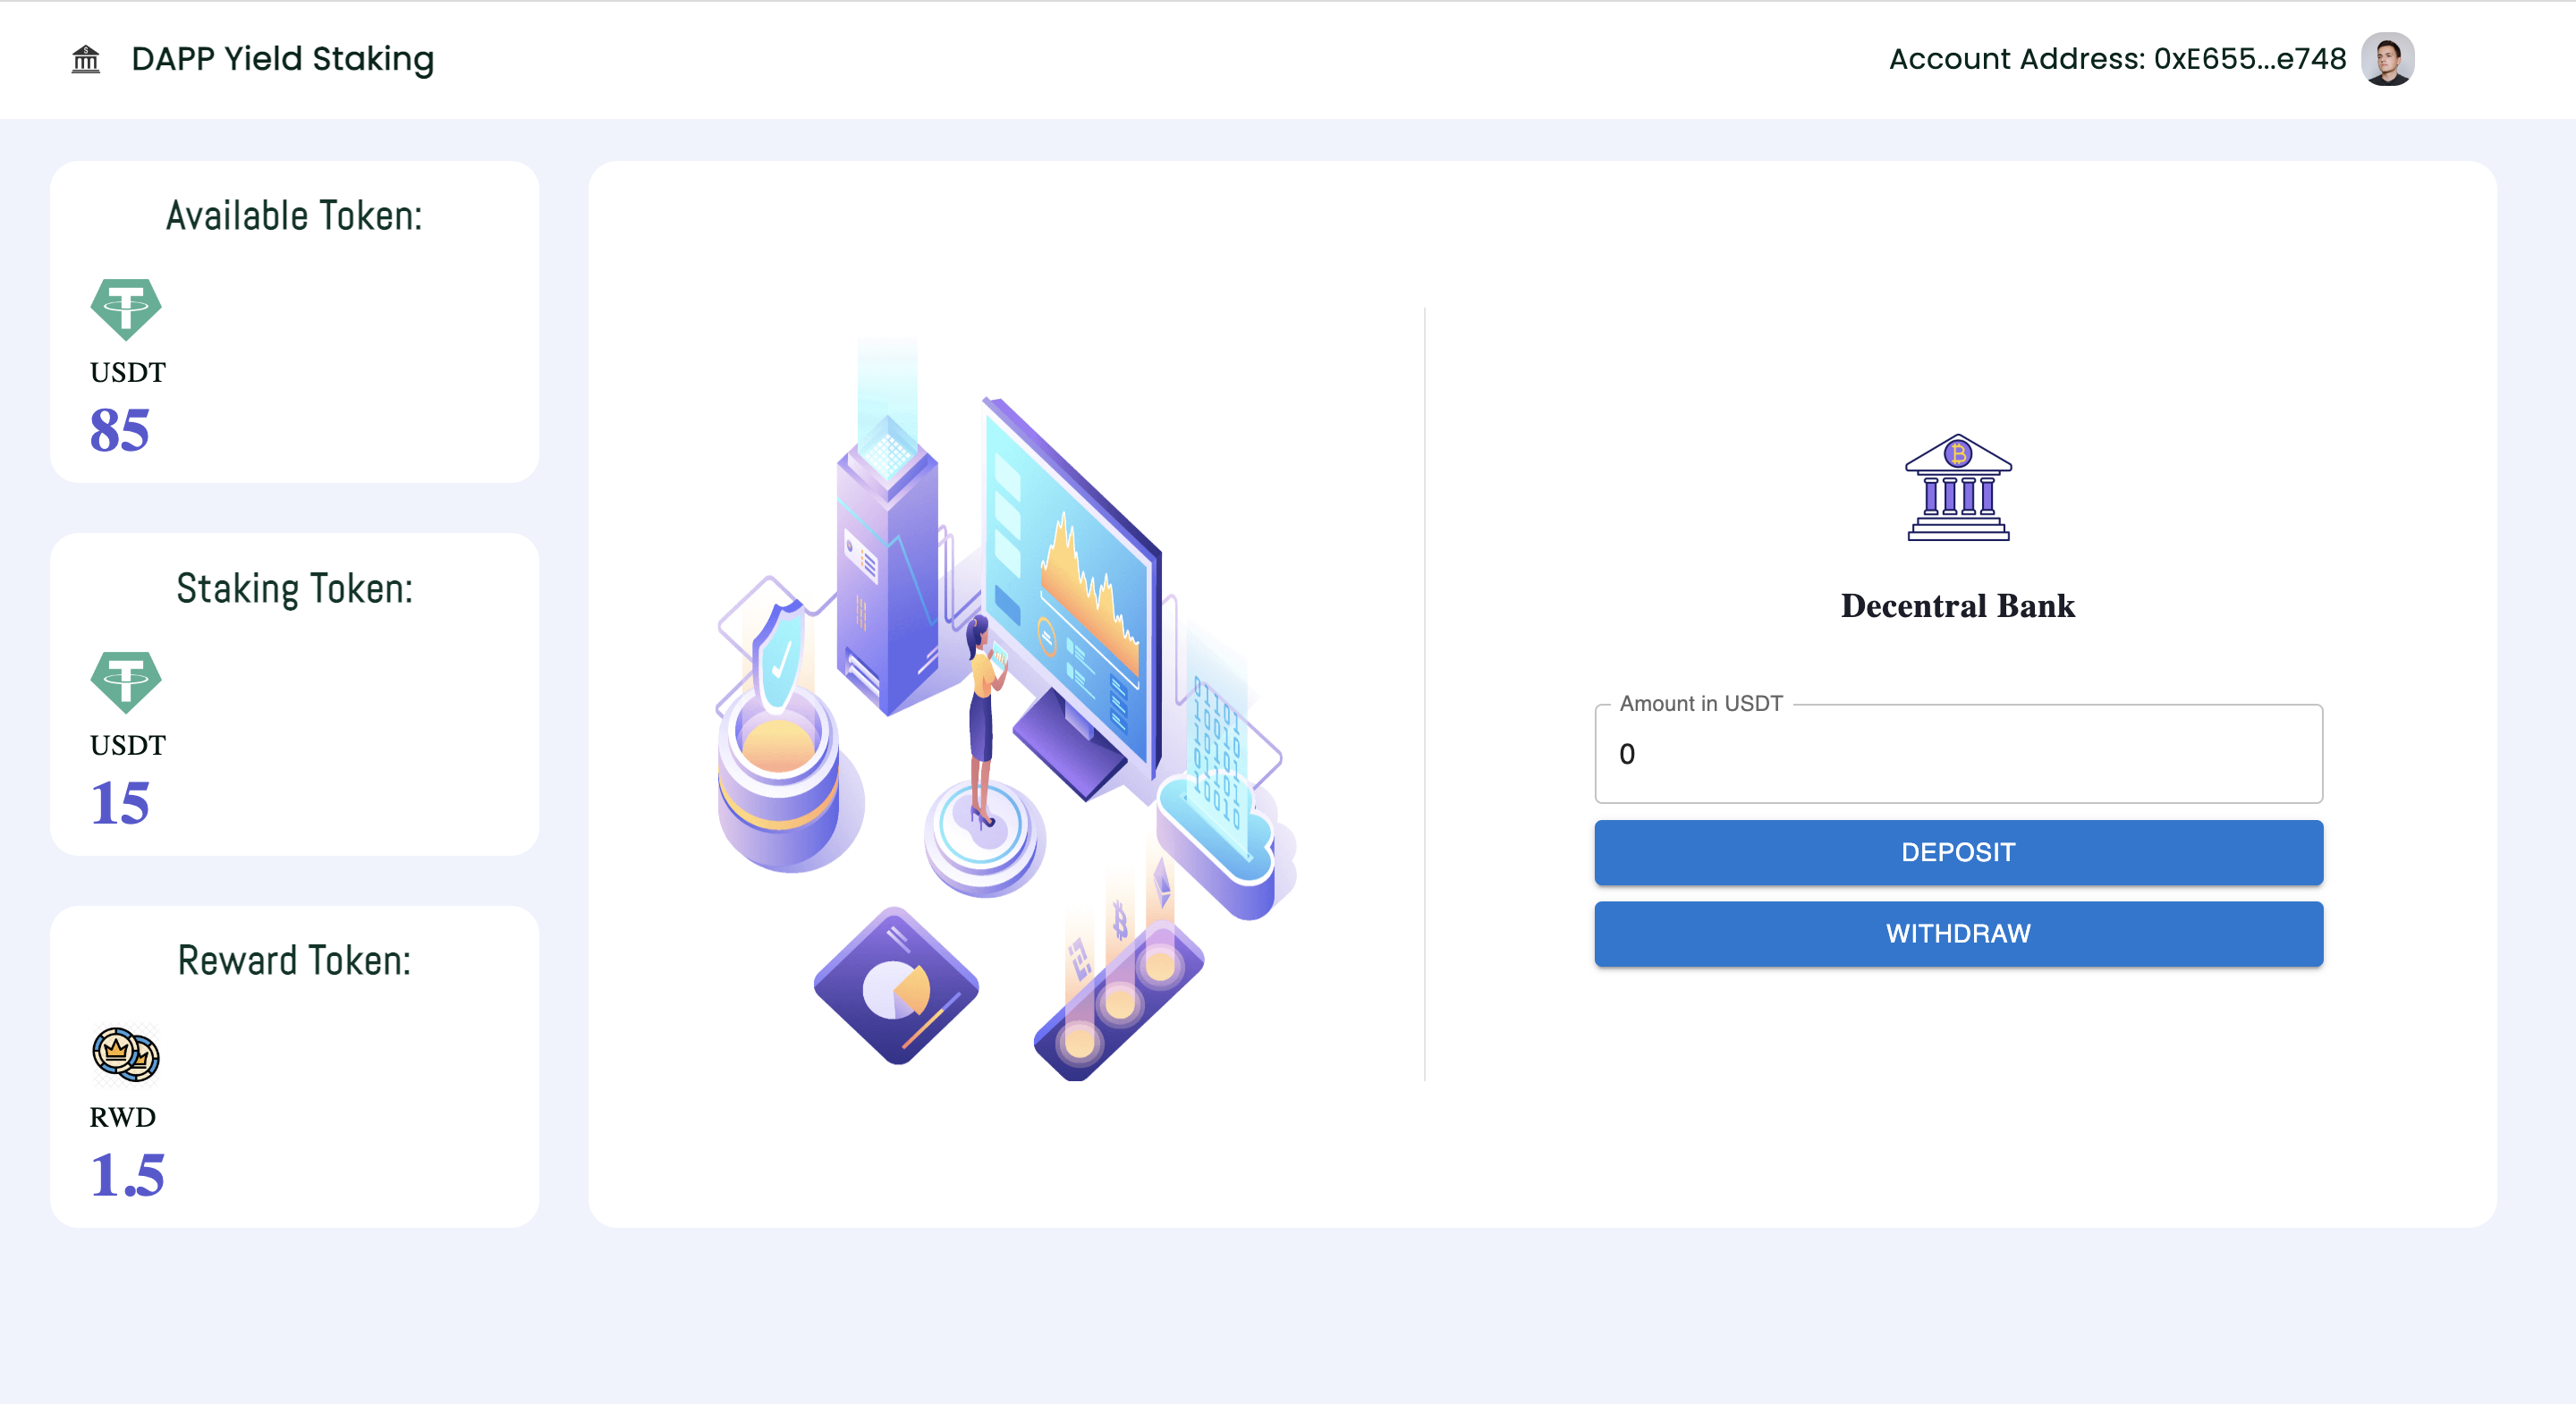 DAPP Yield Staking
Account Address: 0xE655...e748
Available Token:
USDT
85
Staking Token:
USDT
15
Reward Token:
RWD
1.5
Decentral Bank
Amount in USDT
0
DEPOSIT
WITHDRAW